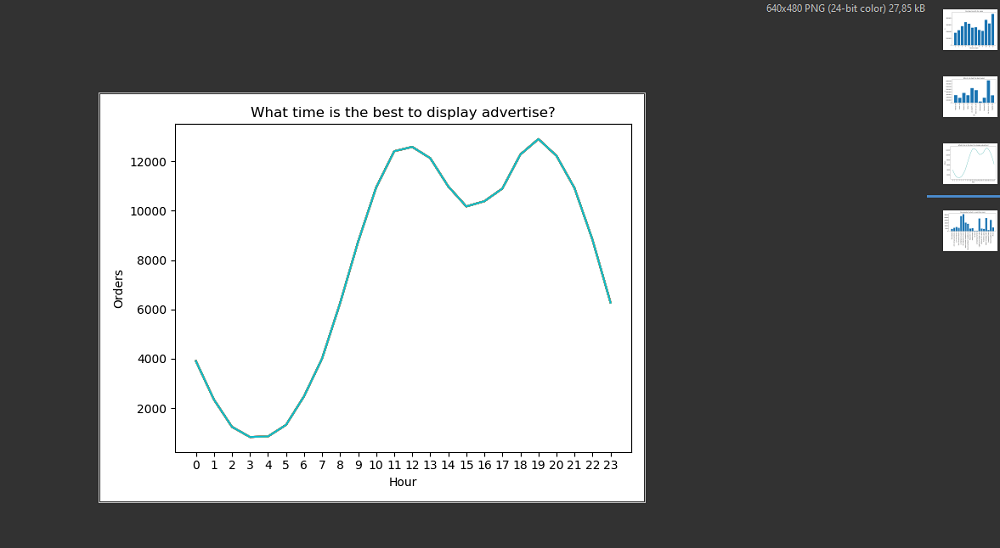 640x480 PNG (24-bit color) 27,85 kB
What time is the best to display advertise?
12000
10000
8000
6000
4000
2000
Orders
0 1 2 3 4 5 6 7 8 9 10 11 12 13 14 15 16 17 18 19 20 21 22 23
Hour